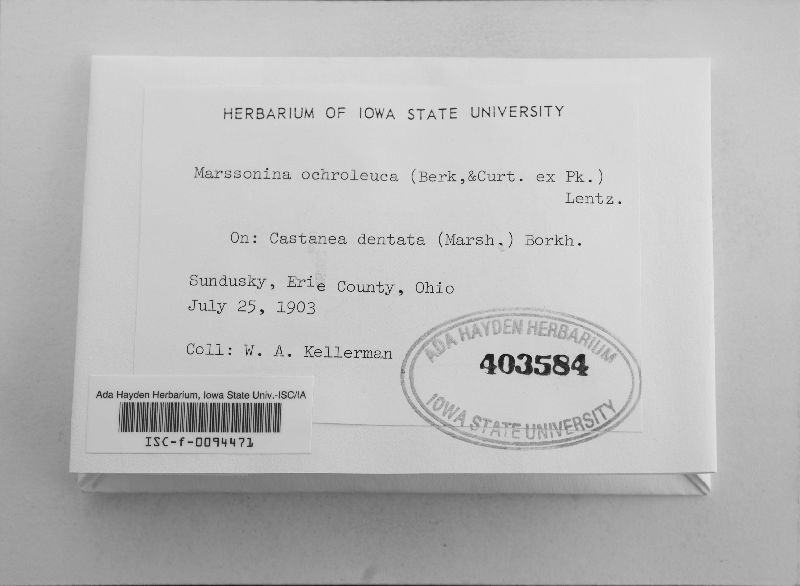 HERBARIUM OF IOWA STATE UNIVERSITY
Marssonina ochroleuca (Berk,&Curt. ex Pk.)
Lentz.
On: Castanea dentata (Marsh.) Borkh.
Sundusky, Erie County, Ohio
July 25, 1903
Coll: W. A. Kellerman
ADA HAYDEN HERBARIUM
403584
IOWA STATE UNIVERSITY
Ada Hayden Herbarium, Iowa State Univ.-ISC/IA
ISC-f-0094471